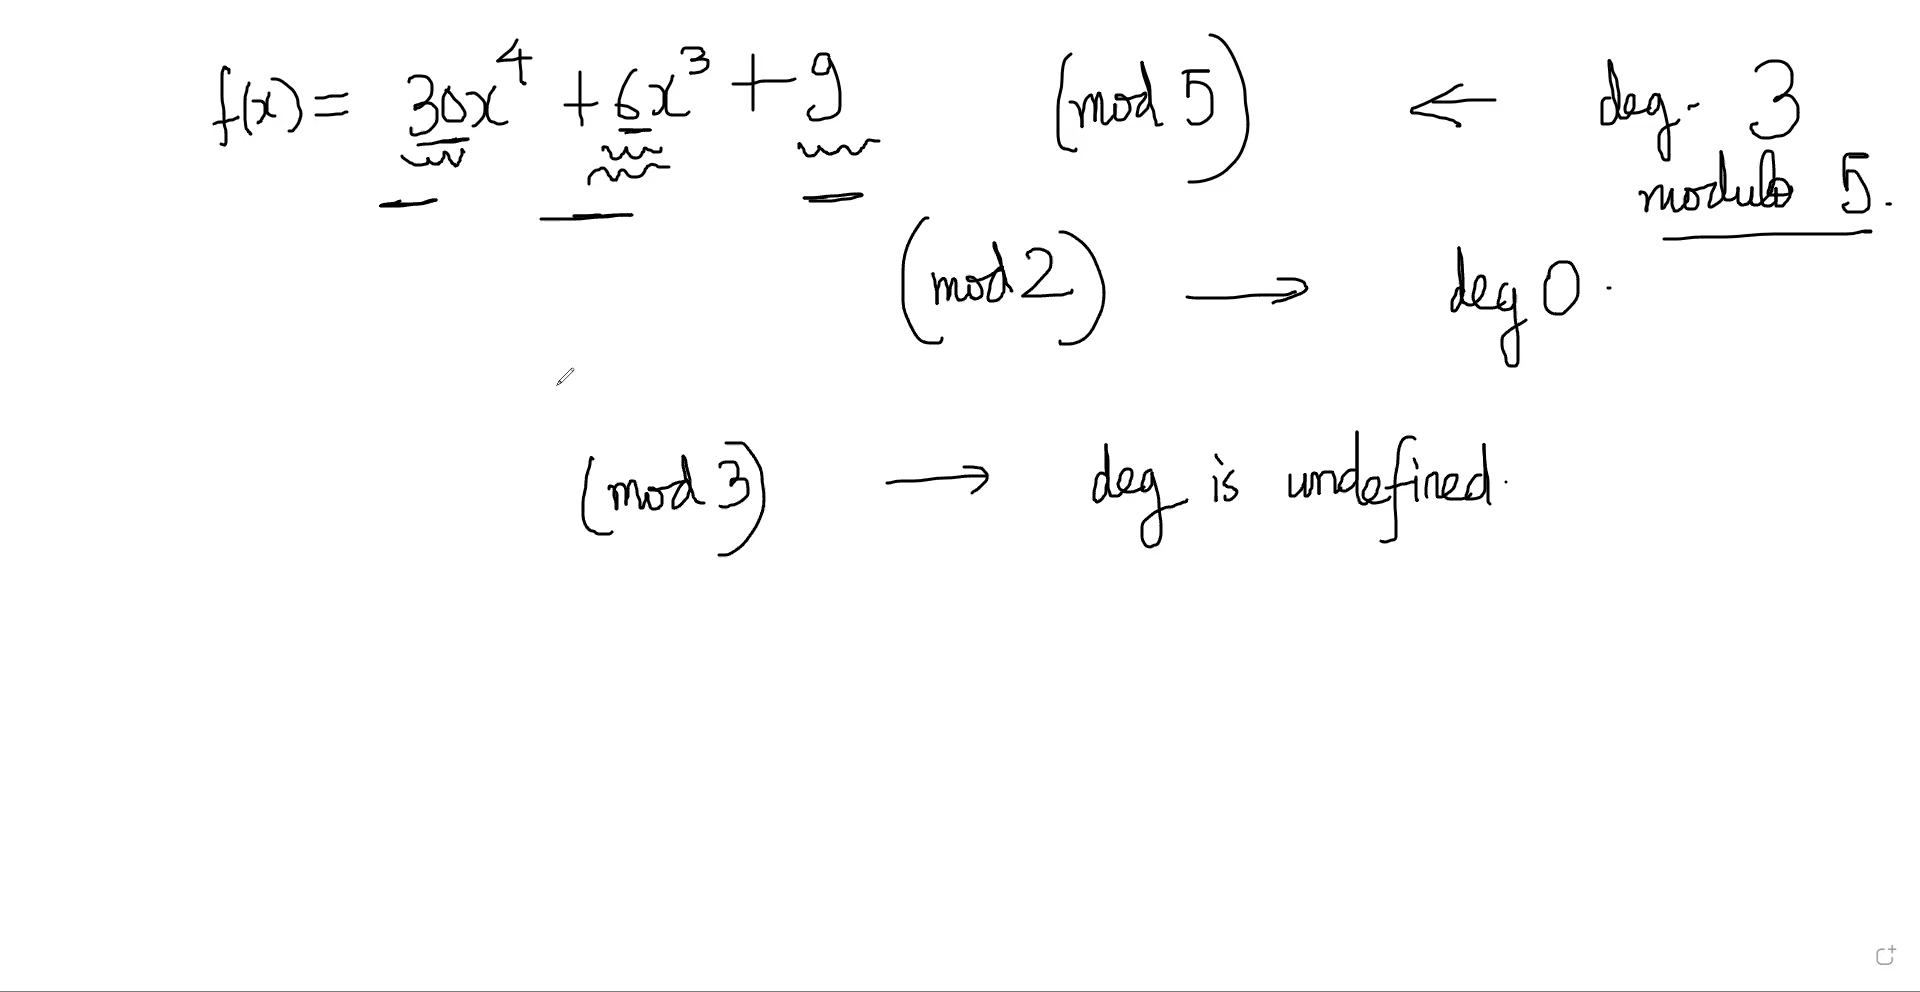 f(x) = 30x⁴ + 6x³ + 9 (mod 5) ← deg. 3
modulo 5.
(mod 2) → deg 0.
(mod 3) → deg is undefined.